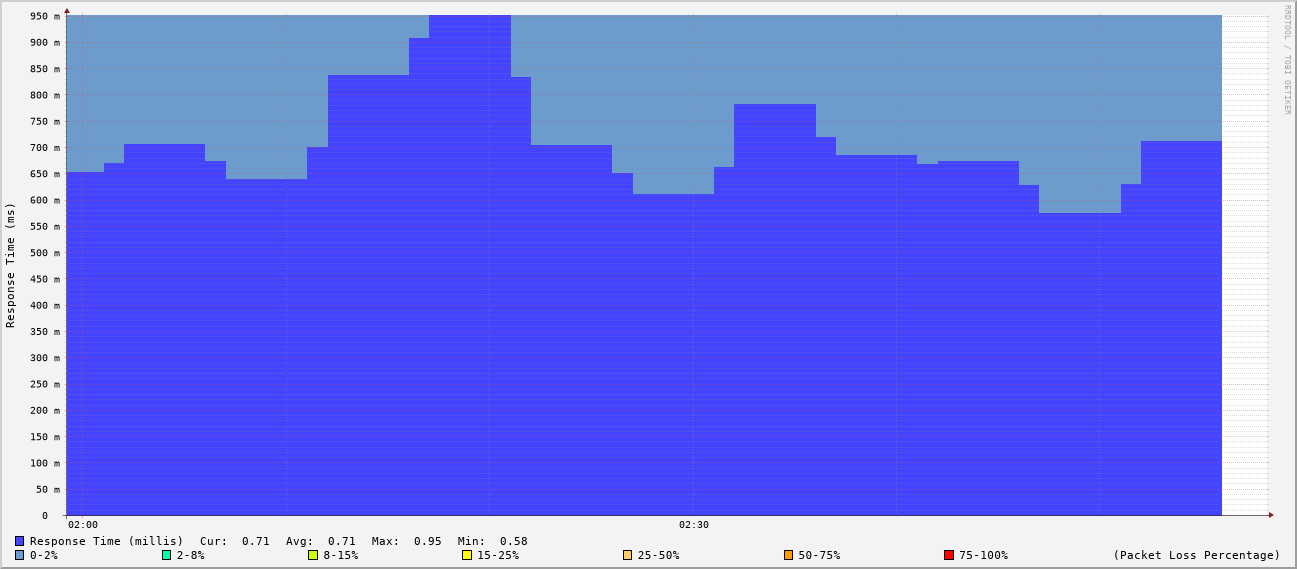 950 m
900 m
850 m
800 m
750 m
700 m
650 m
600 m
550 m
500 m
450 m
400 m
350 m
300 m
250 m
200 m
150 m
100 m
50 m
0
Response Time (ms)
RRDTOOL / TOBI OETIKER
02:00 02:30
Response Time (millis) Cur: 0.71 Avg: 0.71 Max: 0.95 Min: 0.58
0-2% 2-8% 8-15% 15-25% 25-50% 50-75% 75-100% (Packet Loss Percentage)